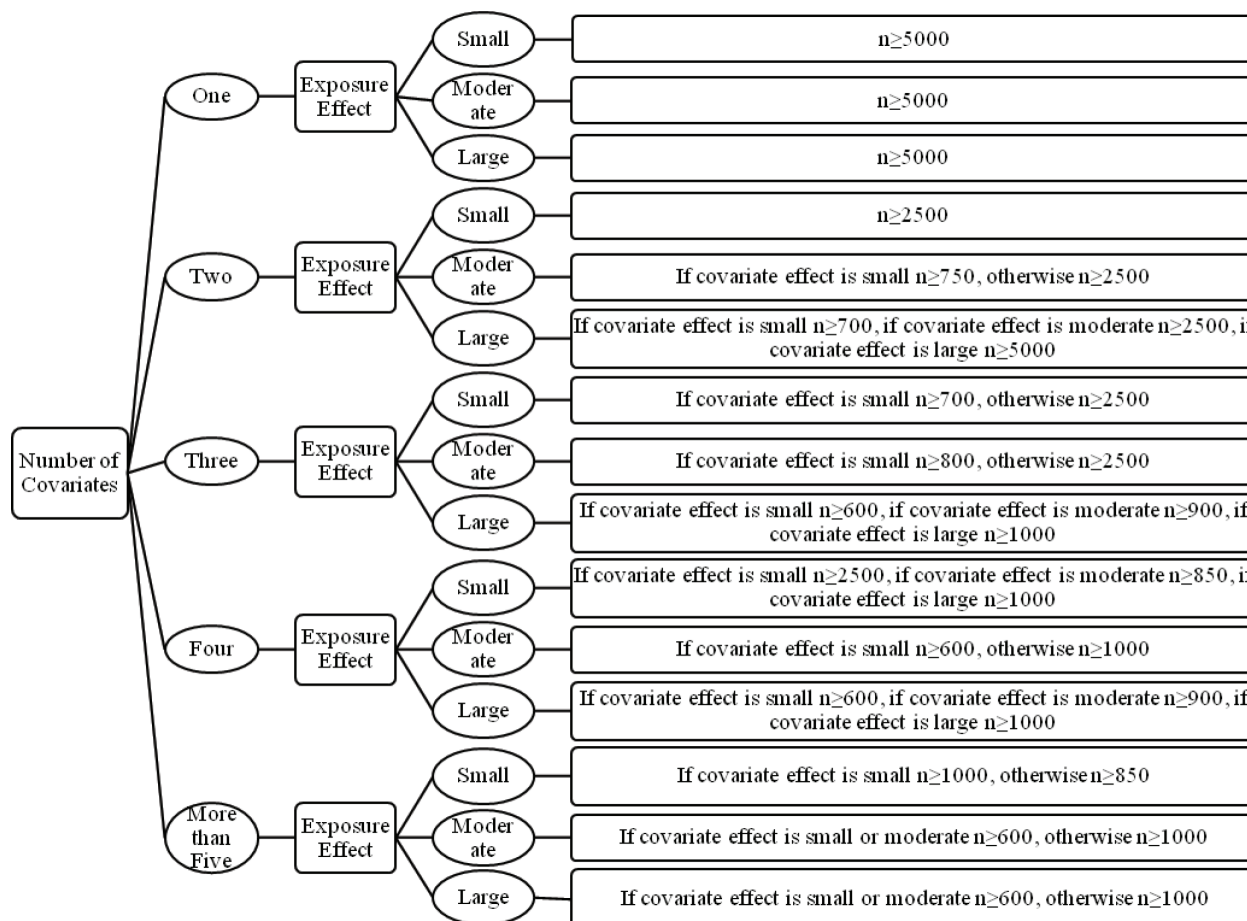 Number of
Covariates
One
Exposure
Effect
Small
n≥5000
Moder
ate
n≥5000
Large
n≥5000
Two
Exposure
Effect
Small
n≥2500
Moder
ate
If covariate effect is small n≥750, otherwise n≥2500
Large
If covariate effect is small n≥700, if covariate effect is moderate n≥2500, if
covariate effect is large n≥5000
Three
Exposure
Effect
Small
If covariate effect is small n≥700, otherwise n≥2500
Moder
ate
If covariate effect is small n≥800, otherwise n≥2500
Large
If covariate effect is small n≥600, if covariate effect is moderate n≥900, if
covariate effect is large n≥1000
Four
Exposure
Effect
Small
If covariate effect is small n≥2500, if covariate effect is moderate n≥850, if
covariate effect is large n≥1000
Moder
ate
If covariate effect is small n≥600, otherwise n≥1000
Large
If covariate effect is small n≥600, if covariate effect is moderate n≥900, if
covariate effect is large n≥1000
More
than
Five
Exposure
Effect
Small
If covariate effect is small n≥1000, otherwise n≥850
Moder
ate
If covariate effect is small or moderate n≥600, otherwise n≥1000
Large
If covariate effect is small or moderate n≥600, otherwise n≥1000